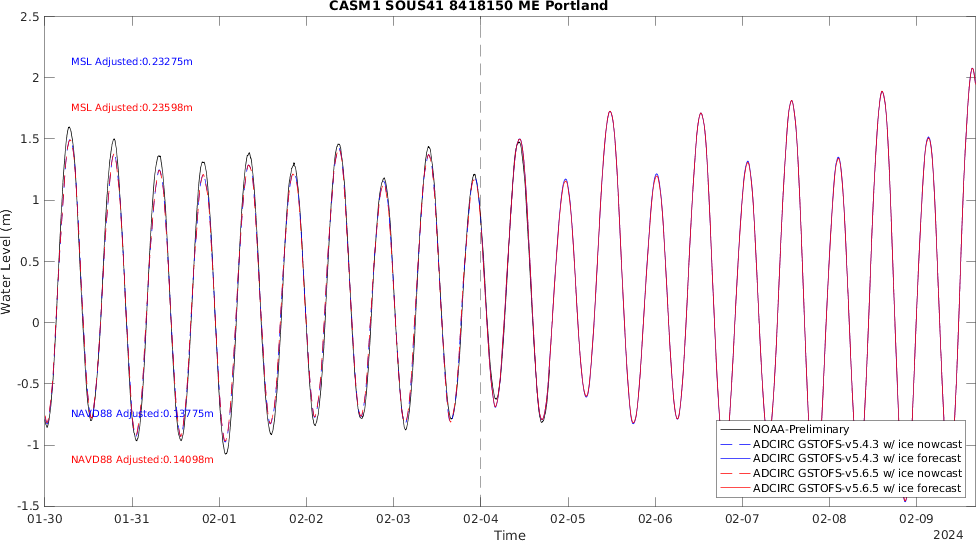 CASM1 SOUS41 8418150 ME Portland
2.5
2
1.5
1
0.5
0
-0.5
-1
-1.5
Water Level (m)
MSL Adjusted:0.23275m
MSL Adjusted:0.23598m
NAVD88 Adjusted:0.13775m
NAVD88 Adjusted:0.14098m
NOAA-Preliminary
ADCIRC GSTOFS-v5.4.3 w/ ice nowcast
ADCIRC GSTOFS-v5.4.3 w/ ice forecast
ADCIRC GSTOFS-v5.6.5 w/ ice nowcast
ADCIRC GSTOFS-v5.6.5 w/ ice forecast
01-30 01-31 02-01 02-02 02-03 02-04 02-05 02-06 02-07 02-08 02-09
Time
2024